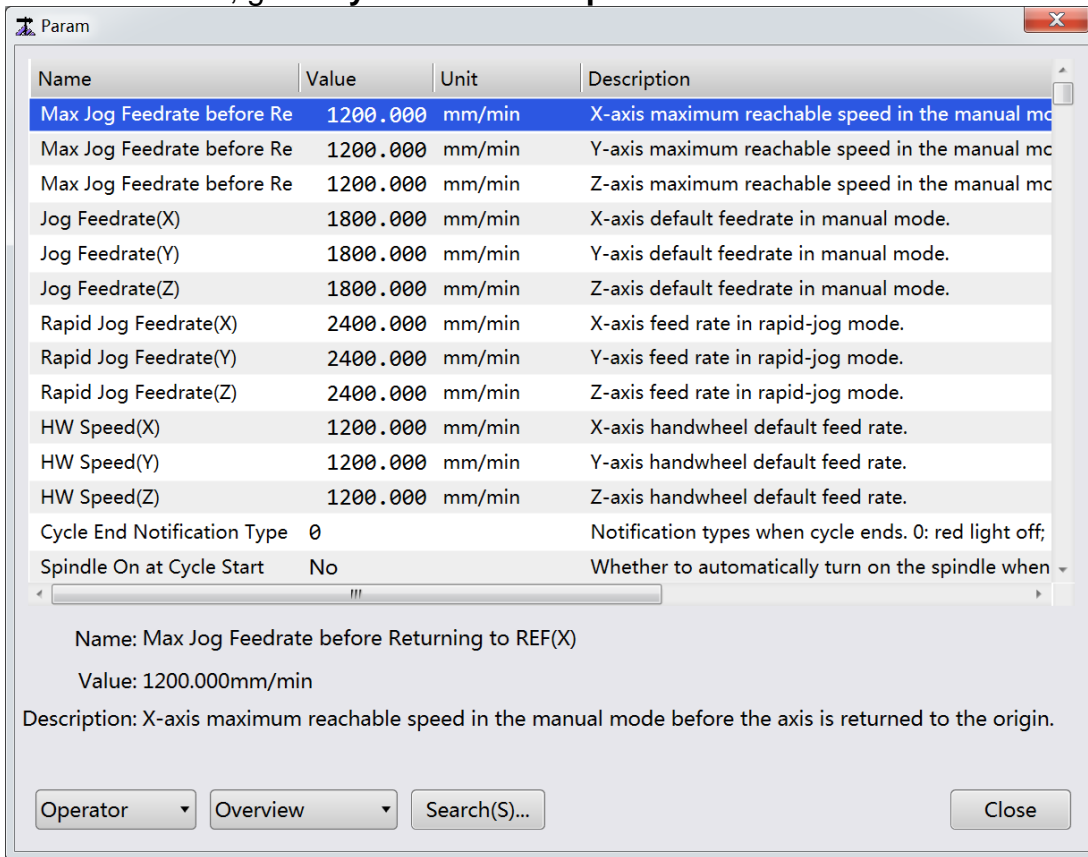 Param
Name Value Unit Description
Max Jog Feedrate before Re 1200.000 mm/min X-axis maximum reachable speed in the manual mo
Max Jog Feedrate before Re 1200.000 mm/min Y-axis maximum reachable speed in the manual mo
Max Jog Feedrate before Re 1200.000 mm/min Z-axis maximum reachable speed in the manual mo
Jog Feedrate(X) 1800.000 mm/min X-axis default feedrate in manual mode.
Jog Feedrate(Y) 1800.000 mm/min Y-axis default feedrate in manual mode.
Jog Feedrate(Z) 1800.000 mm/min Z-axis default feedrate in manual mode.
Rapid Jog Feedrate(X) 2400.000 mm/min X-axis feed rate in rapid-jog mode.
Rapid Jog Feedrate(Y) 2400.000 mm/min Y-axis feed rate in rapid-jog mode.
Rapid Jog Feedrate(Z) 2400.000 mm/min Z-axis feed rate in rapid-jog mode.
HW Speed(X) 1200.000 mm/min X-axis handwheel default feed rate.
HW Speed(Y) 1200.000 mm/min Y-axis handwheel default feed rate.
HW Speed(Z) 1200.000 mm/min Z-axis handwheel default feed rate.
Cycle End Notification Type 0 Notification types when cycle ends. 0: red light off;
Spindle On at Cycle Start No Whether to automatically turn on the spindle when
Name: Max Jog Feedrate before Returning to REF(X)
Value: 1200.000mm/min
Description: X-axis maximum reachable speed in the manual mode before the axis is returned to the origin.
Operator Overview Search(S)... Close